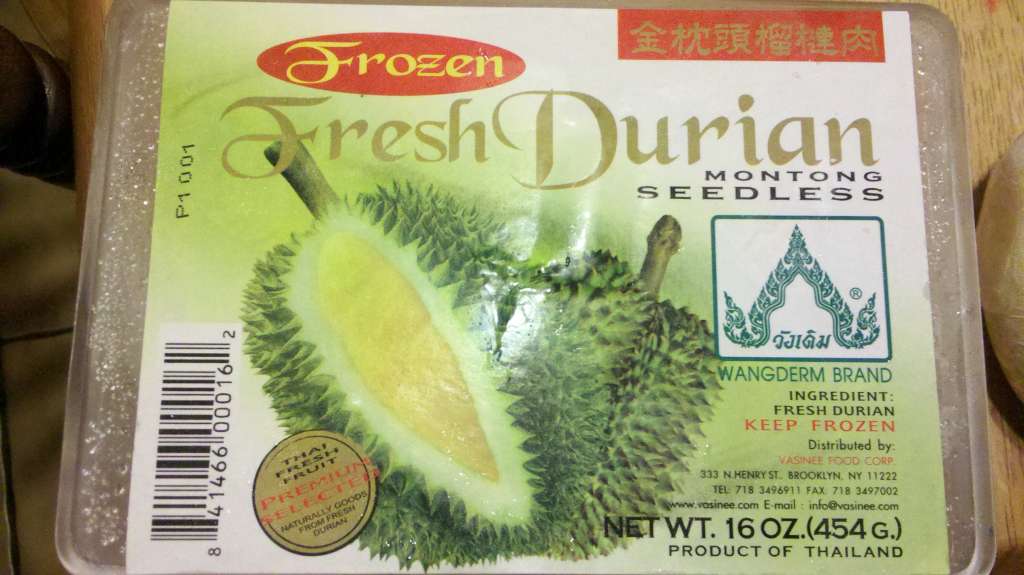 金枕頭榴槤肉
Frozen
Fresh Durian
MONTONG
SEEDLESS
P1 001
®
วังเดิม
WANGDERM BRAND
INGREDIENT:
FRESH DURIAN
KEEP FROZEN
Distributed by:
VASINEE FOOD CORP.
333 N.HENRY ST., BROOKLYN, NY 11222
TEL: 718 3496911 FAX: 718 3497002
www.vasinee.com E-mail : info@vasinee.com
NET WT. 16 OZ.(454 G.)
PRODUCT OF THAILAND
THAI
FRESH
FRUIT
PREMIUM
SELECTED
NATURALLY GOODS
FROM FRESH
DURIAN
8 41466 00016 2